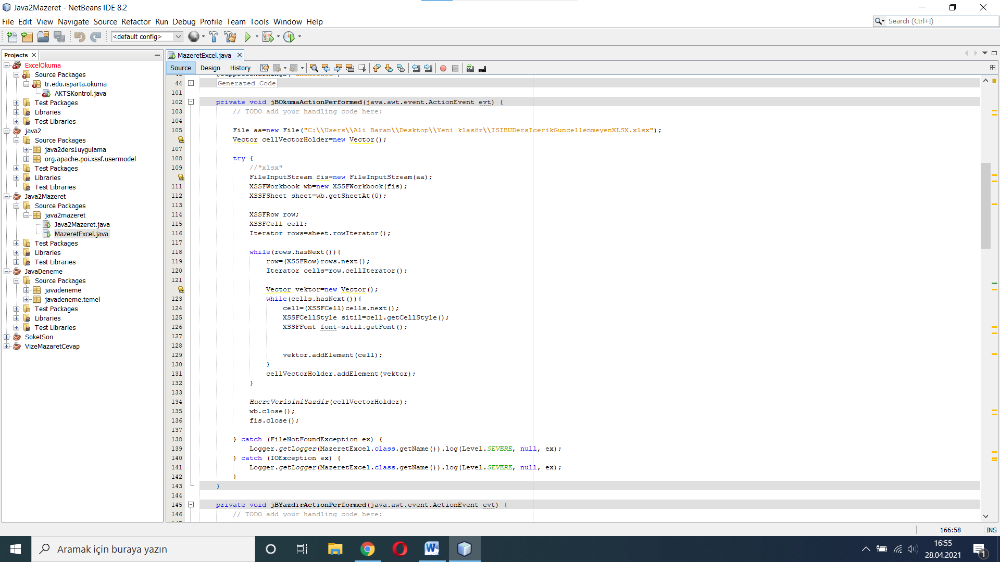 Java2Mazeret - NetBeans IDE 8.2
File Edit View Navigate Source Refactor Run Debug Profile Team Tools Window Help
Search (Ctrl+I)
<default config>
Projects
MazeretExcel.java
Source Design History
ExcelOkuma
Source Packages
tr.edu.isparta.okuma
AKTSKontrol.java
Test Packages
Libraries
Test Libraries
java2
Source Packages
java2ders1uygulama
org.apache.poi.xssf.usermodel
Test Packages
Libraries
Test Libraries
Java2Mazeret
Source Packages
java2mazeret
Java2Mazeret.java
MazeretExcel.java
Test Packages
Libraries
Test Libraries
JavaDeneme
Source Packages
javadeneme
javadeneme.temel
Test Packages
Libraries
Test Libraries
SoketSon
VizeMazaretCevap
44 Generated Code
101
102 private void jBOkumaActionPerformed(java.awt.event.ActionEvent evt) {
103 // TODO add your handling code here:
104
105 File aa=new File("C:\\Users\\Ali Baran\\Desktop\\Yeni klasör\\ISIBUDersIcerikGuncellenmeyenXLSX.xlsx");
Vector cellVectorHolder=new Vector();
107
108 try {
109 //"xlsx"
FileInputStream fis=new FileInputStream(aa);
111 XSSFWorkbook wb=new XSSFWorkbook(fis);
112 XSSFSheet sheet=wb.getSheetAt(0);
113
114 XSSFRow row;
115 XSSFCell cell;
116 Iterator rows=sheet.rowIterator();
117
118 while(rows.hasNext()){
119 row=(XSSFRow)rows.next();
120 Iterator cells=row.cellIterator();
121
Vector vektor=new Vector();
123 while(cells.hasNext()){
124 cell=(XSSFCell)cells.next();
125 XSSFCellStyle sitil=cell.getCellStyle();
126 XSSFFont font=sitil.getFont();
127
128
129 vektor.addElement(cell);
130 }
131 cellVectorHolder.addElement(vektor);
132 }
133
134 HucreVerisiniYazdir(cellVectorHolder);
135 wb.close();
136 fis.close();
137
138 } catch (FileNotFoundException ex) {
139 Logger.getLogger(MazeretExcel.class.getName()).log(Level.SEVERE, null, ex);
140 } catch (IOException ex) {
141 Logger.getLogger(MazeretExcel.class.getName()).log(Level.SEVERE, null, ex);
142 }
143 }
144
145 private void jBYazdirActionPerformed(java.awt.event.ActionEvent evt) {
146 // TODO add your handling code here:
166:58 INS
Aramak için buraya yazın
16:55
28.04.2021
1